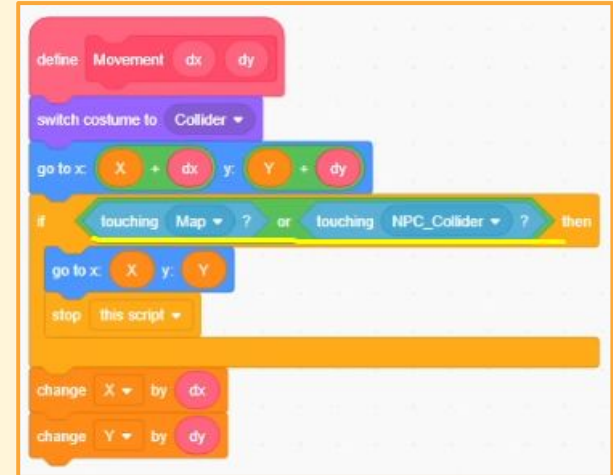 define Movement dx dy
switch costume to Collider
go to x: X + dx y: Y + dy
if touching Map ? or touching NPC_Collider ? then
go to x: X y: Y
stop this script
change X by dx
change Y by dy